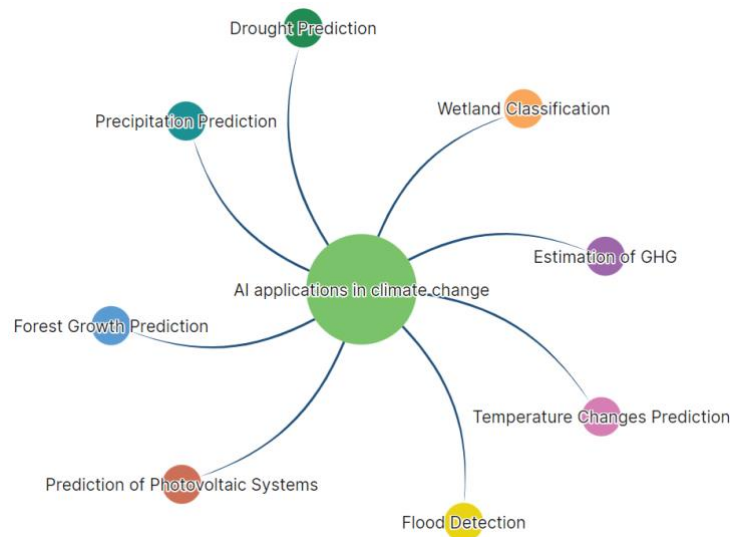 Drought Prediction
Wetland Classification
Precipitation Prediction
Estimation of GHG
AI applications in climate change
Forest Growth Prediction
Temperature Changes Prediction
Prediction of Photovoltaic Systems
Flood Detection